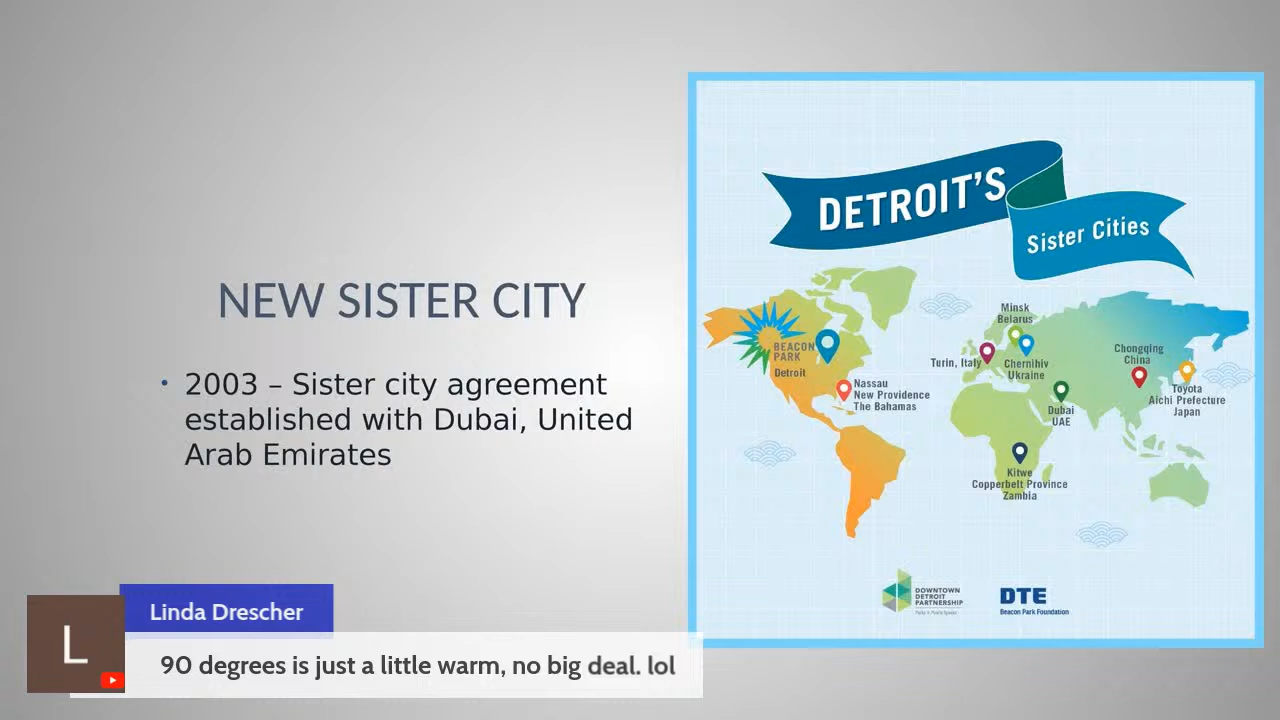 NEW SISTER CITY
• 2003 – Sister city agreement
established with Dubai, United
Arab Emirates
DETROIT'S
Sister Cities
BEACON
PARK
Detroit
Nassau
New Providence
The Bahamas
Minsk
Belarus
Turin, Italy
Chernihiv
Ukraine
Chongqing
China
Toyota
Aichi Prefecture
Japan
Dubai
UAE
Kitwe
Copperbelt Province
Zambia
DOWNTOWN
DETROIT
PARTNERSHIP
DTE
Beacon Park Foundation
L
Linda Drescher
90 degrees is just a little warm, no big deal. lol